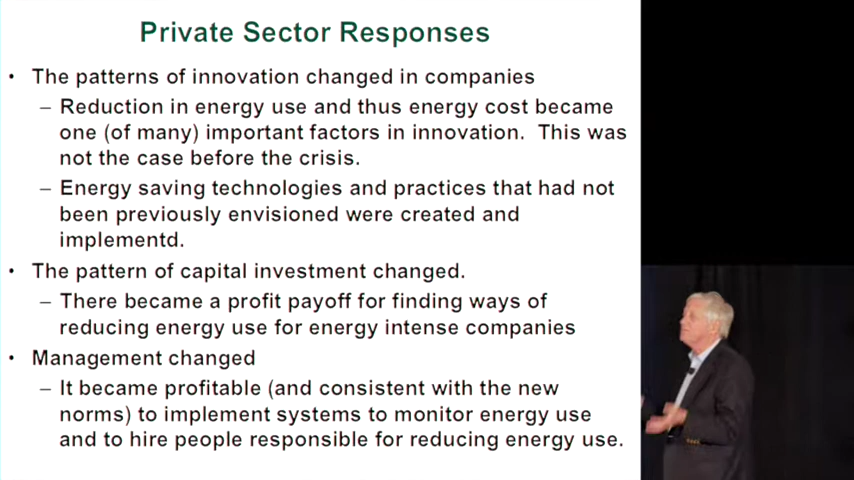 Private Sector Responses
• The patterns of innovation changed in companies
– Reduction in energy use and thus energy cost became
one (of many) important factors in innovation. This was
not the case before the crisis.
– Energy saving technologies and practices that had not
been previously envisioned were created and
implementd.
• The pattern of capital investment changed.
– There became a profit payoff for finding ways of
reducing energy use for energy intense companies
• Management changed
– It became profitable (and consistent with the new
norms) to implement systems to monitor energy use
and to hire people responsible for reducing energy use.